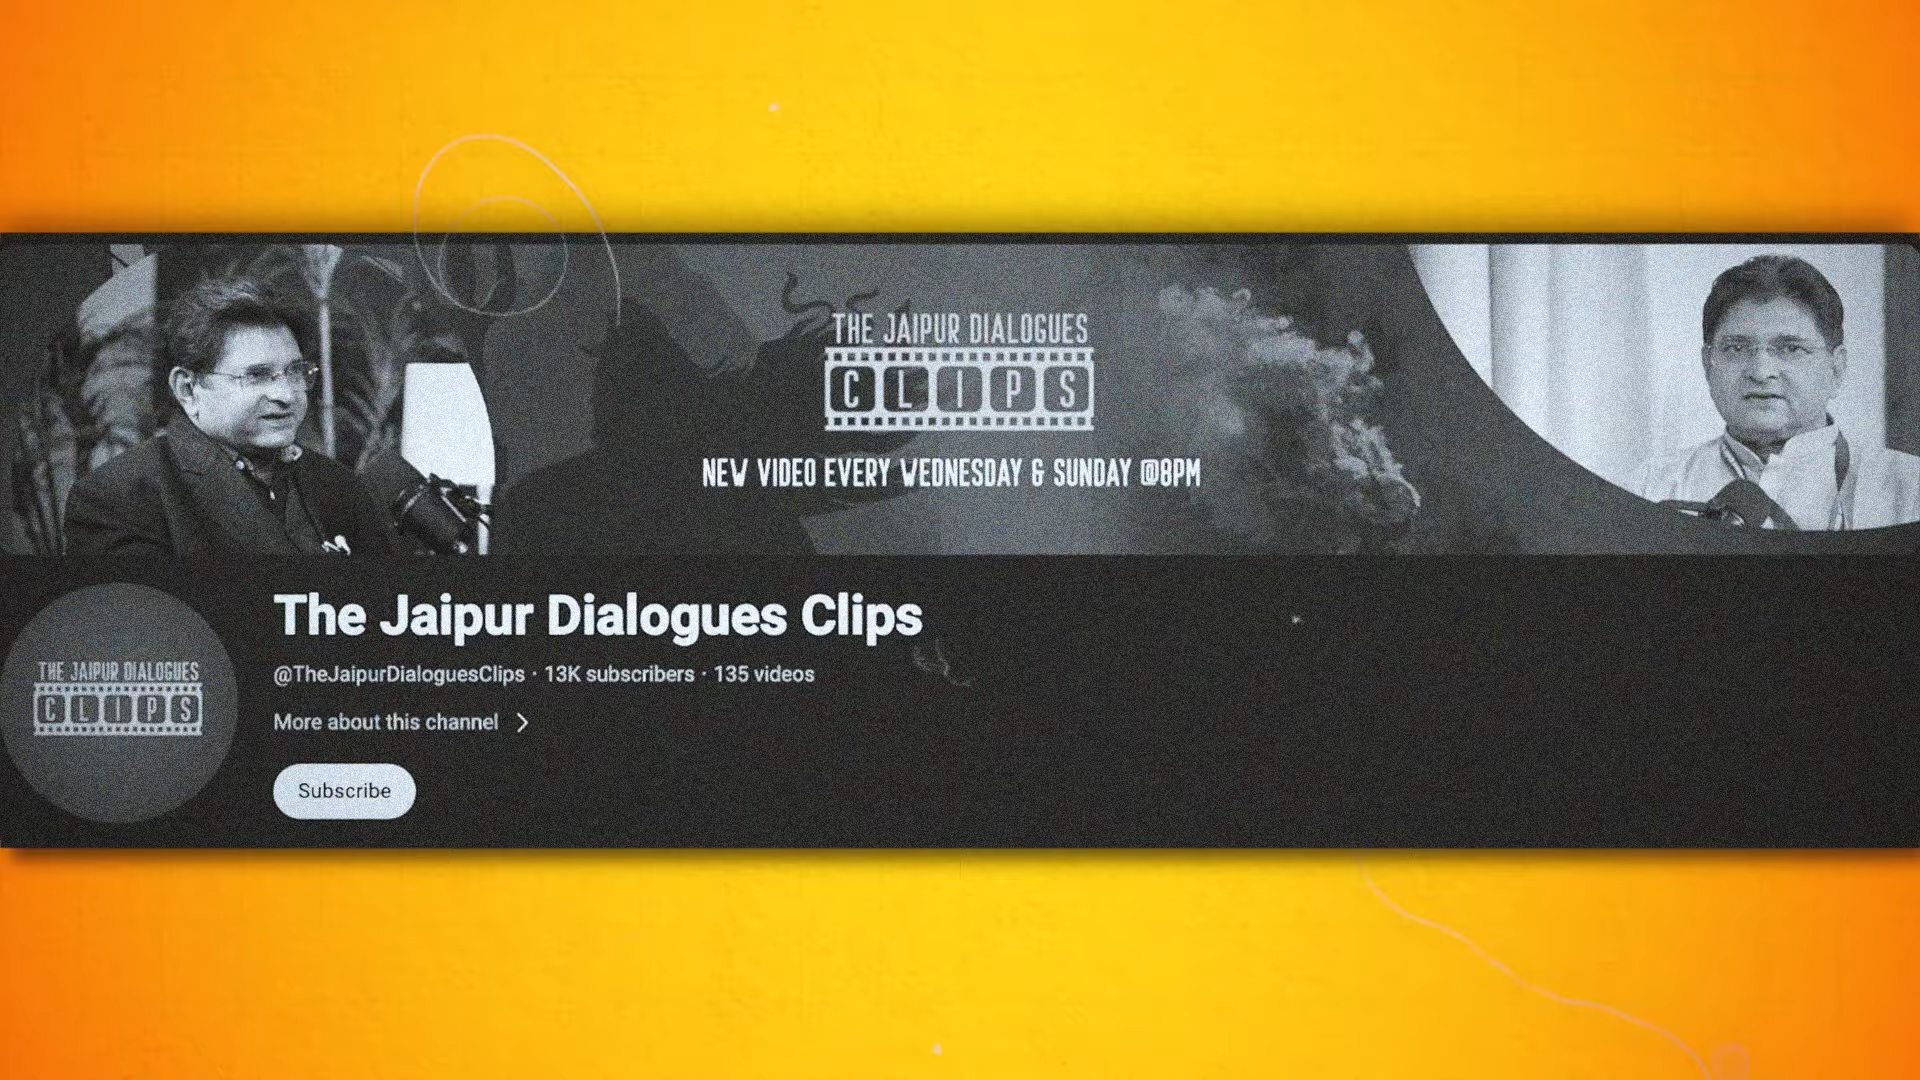 THE JAIPUR DIALOGUES
CLIPS
NEW VIDEO EVERY WEDNESDAY & SUNDAY @8PM
The Jaipur Dialogues Clips
@TheJaipurDialoguesClips · 13K subscribers · 135 videos
More about this channel >
Subscribe
THE JAIPUR DIALOGUES
CLIPS